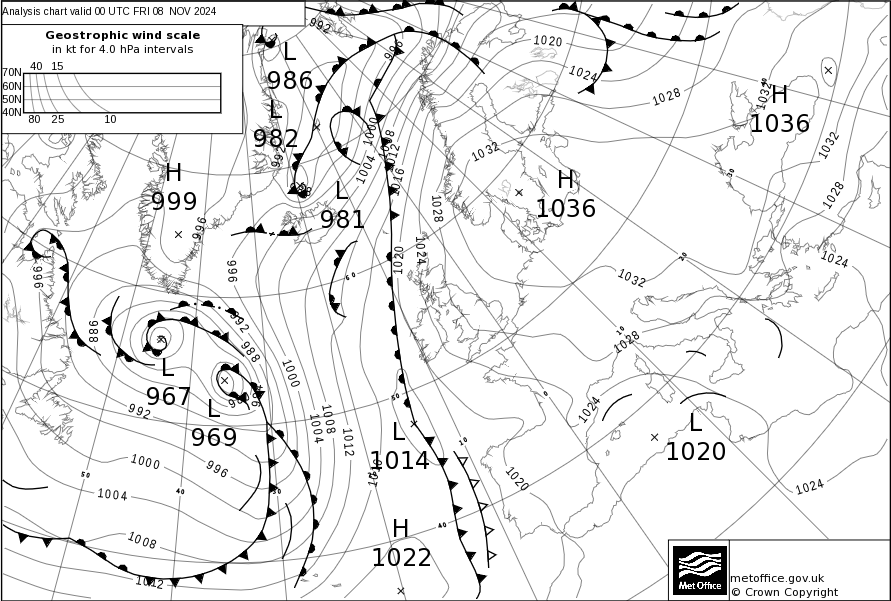 Analysis chart valid 00 UTC FRI 08 NOV 2024
Geostrophic wind scale
in kt for 4.0 hPa intervals
40 15
70N
60N
50N
40N
80 25 10
992
996
1020
1024
1028
1032
L
986
L
982
992
1000
1004
1008
1012
1016
H
1036
1032
1028
1024
1032
H
1036
H
999
996
L
981
1028
1020
1024
1032
1028
996
996
60
20
30
40
10
0
988
992
988
1000
1008
1004
1012
L
967
L
969
992
1000
996
1004
1008
1012
50
40
30
50
10
40
L
1014
H
1022
1020
1024
L
1020
1024
metoffice.gov.uk
© Crown Copyright
Met Office